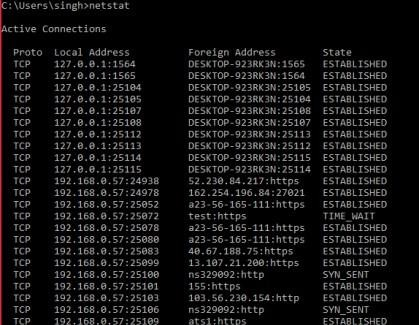 C:\Users\singh>netstat
Active Connections
Proto  Local Address          Foreign Address        State
TCP    127.0.0.1:1564         DESKTOP-923RK3N:1565   ESTABLISHED
TCP    127.0.0.1:1565         DESKTOP-923RK3N:1564   ESTABLISHED
TCP    127.0.0.1:25104        DESKTOP-923RK3N:25105  ESTABLISHED
TCP    127.0.0.1:25105        DESKTOP-923RK3N:25104  ESTABLISHED
TCP    127.0.0.1:25107        DESKTOP-923RK3N:25108  ESTABLISHED
TCP    127.0.0.1:25108        DESKTOP-923RK3N:25107  ESTABLISHED
TCP    127.0.0.1:25112        DESKTOP-923RK3N:25113  ESTABLISHED
TCP    127.0.0.1:25113        DESKTOP-923RK3N:25112  ESTABLISHED
TCP    127.0.0.1:25114        DESKTOP-923RK3N:25115  ESTABLISHED
TCP    127.0.0.1:25115        DESKTOP-923RK3N:25114  ESTABLISHED
TCP    192.168.0.57:24938     52.230.84.217:https    ESTABLISHED
TCP    192.168.0.57:24978     162.254.196.84:27021   ESTABLISHED
TCP    192.168.0.57:25052     a23-56-165-111:https   ESTABLISHED
TCP    192.168.0.57:25072     test:https             TIME_WAIT
TCP    192.168.0.57:25078     a23-56-165-111:https   ESTABLISHED
TCP    192.168.0.57:25080     a23-56-165-111:https   ESTABLISHED
TCP    192.168.0.57:25083     40.67.188.75:https     ESTABLISHED
TCP    192.168.0.57:25099     13.107.21.200:https    ESTABLISHED
TCP    192.168.0.57:25100     ns329092:http          SYN_SENT
TCP    192.168.0.57:25101     155:https              ESTABLISHED
TCP    192.168.0.57:25103     103.56.230.154:http    ESTABLISHED
TCP    192.168.0.57:25106     ns329092:http          SYN_SENT
TCP    192.168.0.57:25109     ats1:https             ESTABLISHED